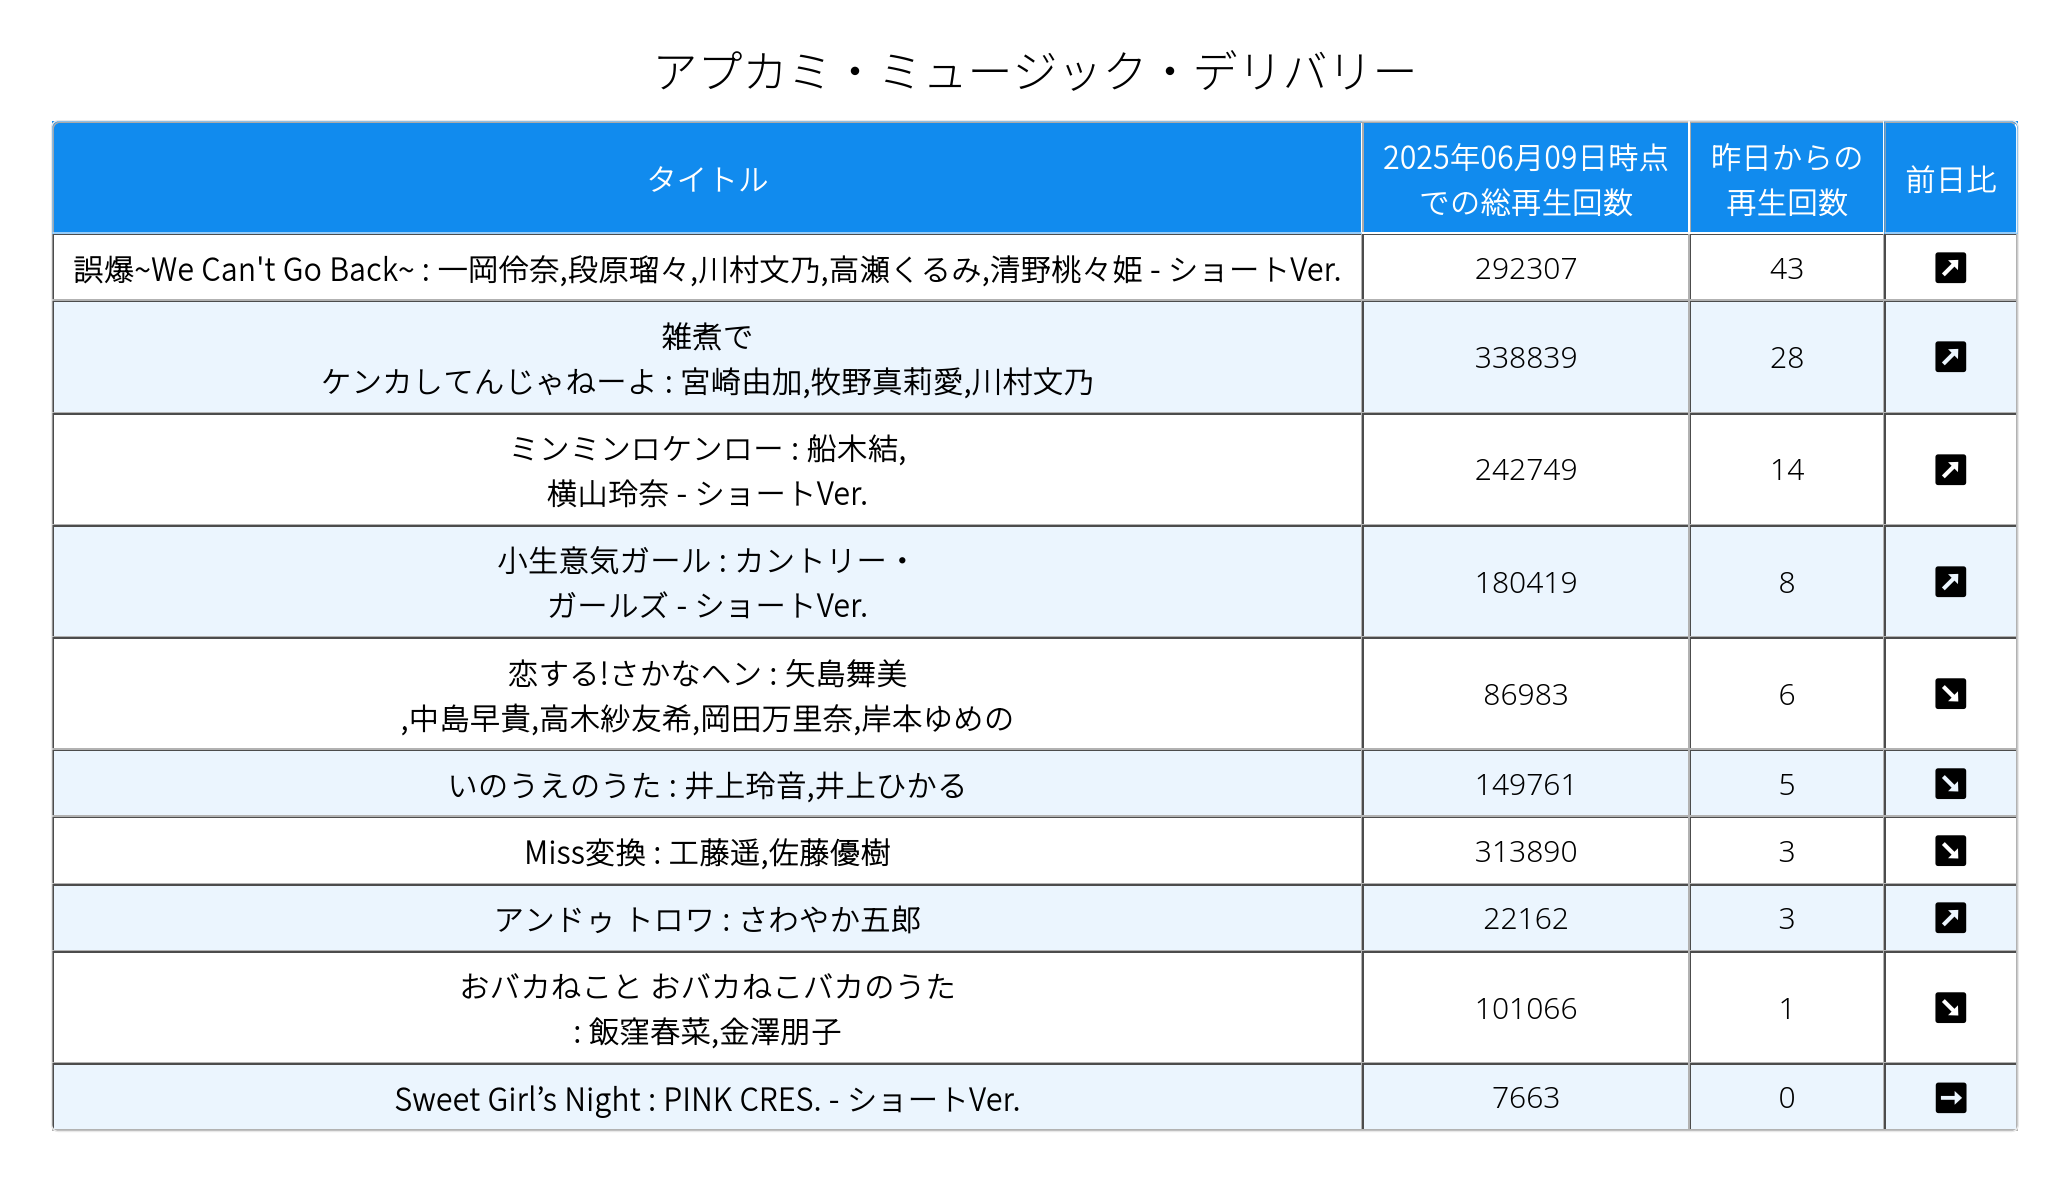 アプカミ・ミュージック・デリバリー
タイトル
2025年06月09日時点
での総再生回数
昨日からの
再生回数
前日比
誤爆~We Can't Go Back~ : 一岡伶奈,段原瑠々,川村文乃,高瀬くるみ,清野桃々姫 - ショートVer.
292307
43
雑煮で
ケンカしてんじゃねーよ : 宮崎由加,牧野真莉愛,川村文乃
338839
28
ミンミンロケンロー : 船木結,
横山玲奈 - ショートVer.
242749
14
小生意気ガール : カントリー・
ガールズ - ショートVer.
180419
8
恋する!さかなヘン : 矢島舞美
,中島早貴,高木紗友希,岡田万里奈,岸本ゆめの
86983
6
いのうえのうた : 井上玲音,井上ひかる
149761
5
Miss変換 : 工藤遥,佐藤優樹
313890
3
アンドゥ トロワ : さわやか五郎
22162
3
おバカねこと おバカねこバカのうた
: 飯窪春菜,金澤朋子
101066
1
Sweet Girl’s Night : PINK CRES. - ショートVer.
7663
0